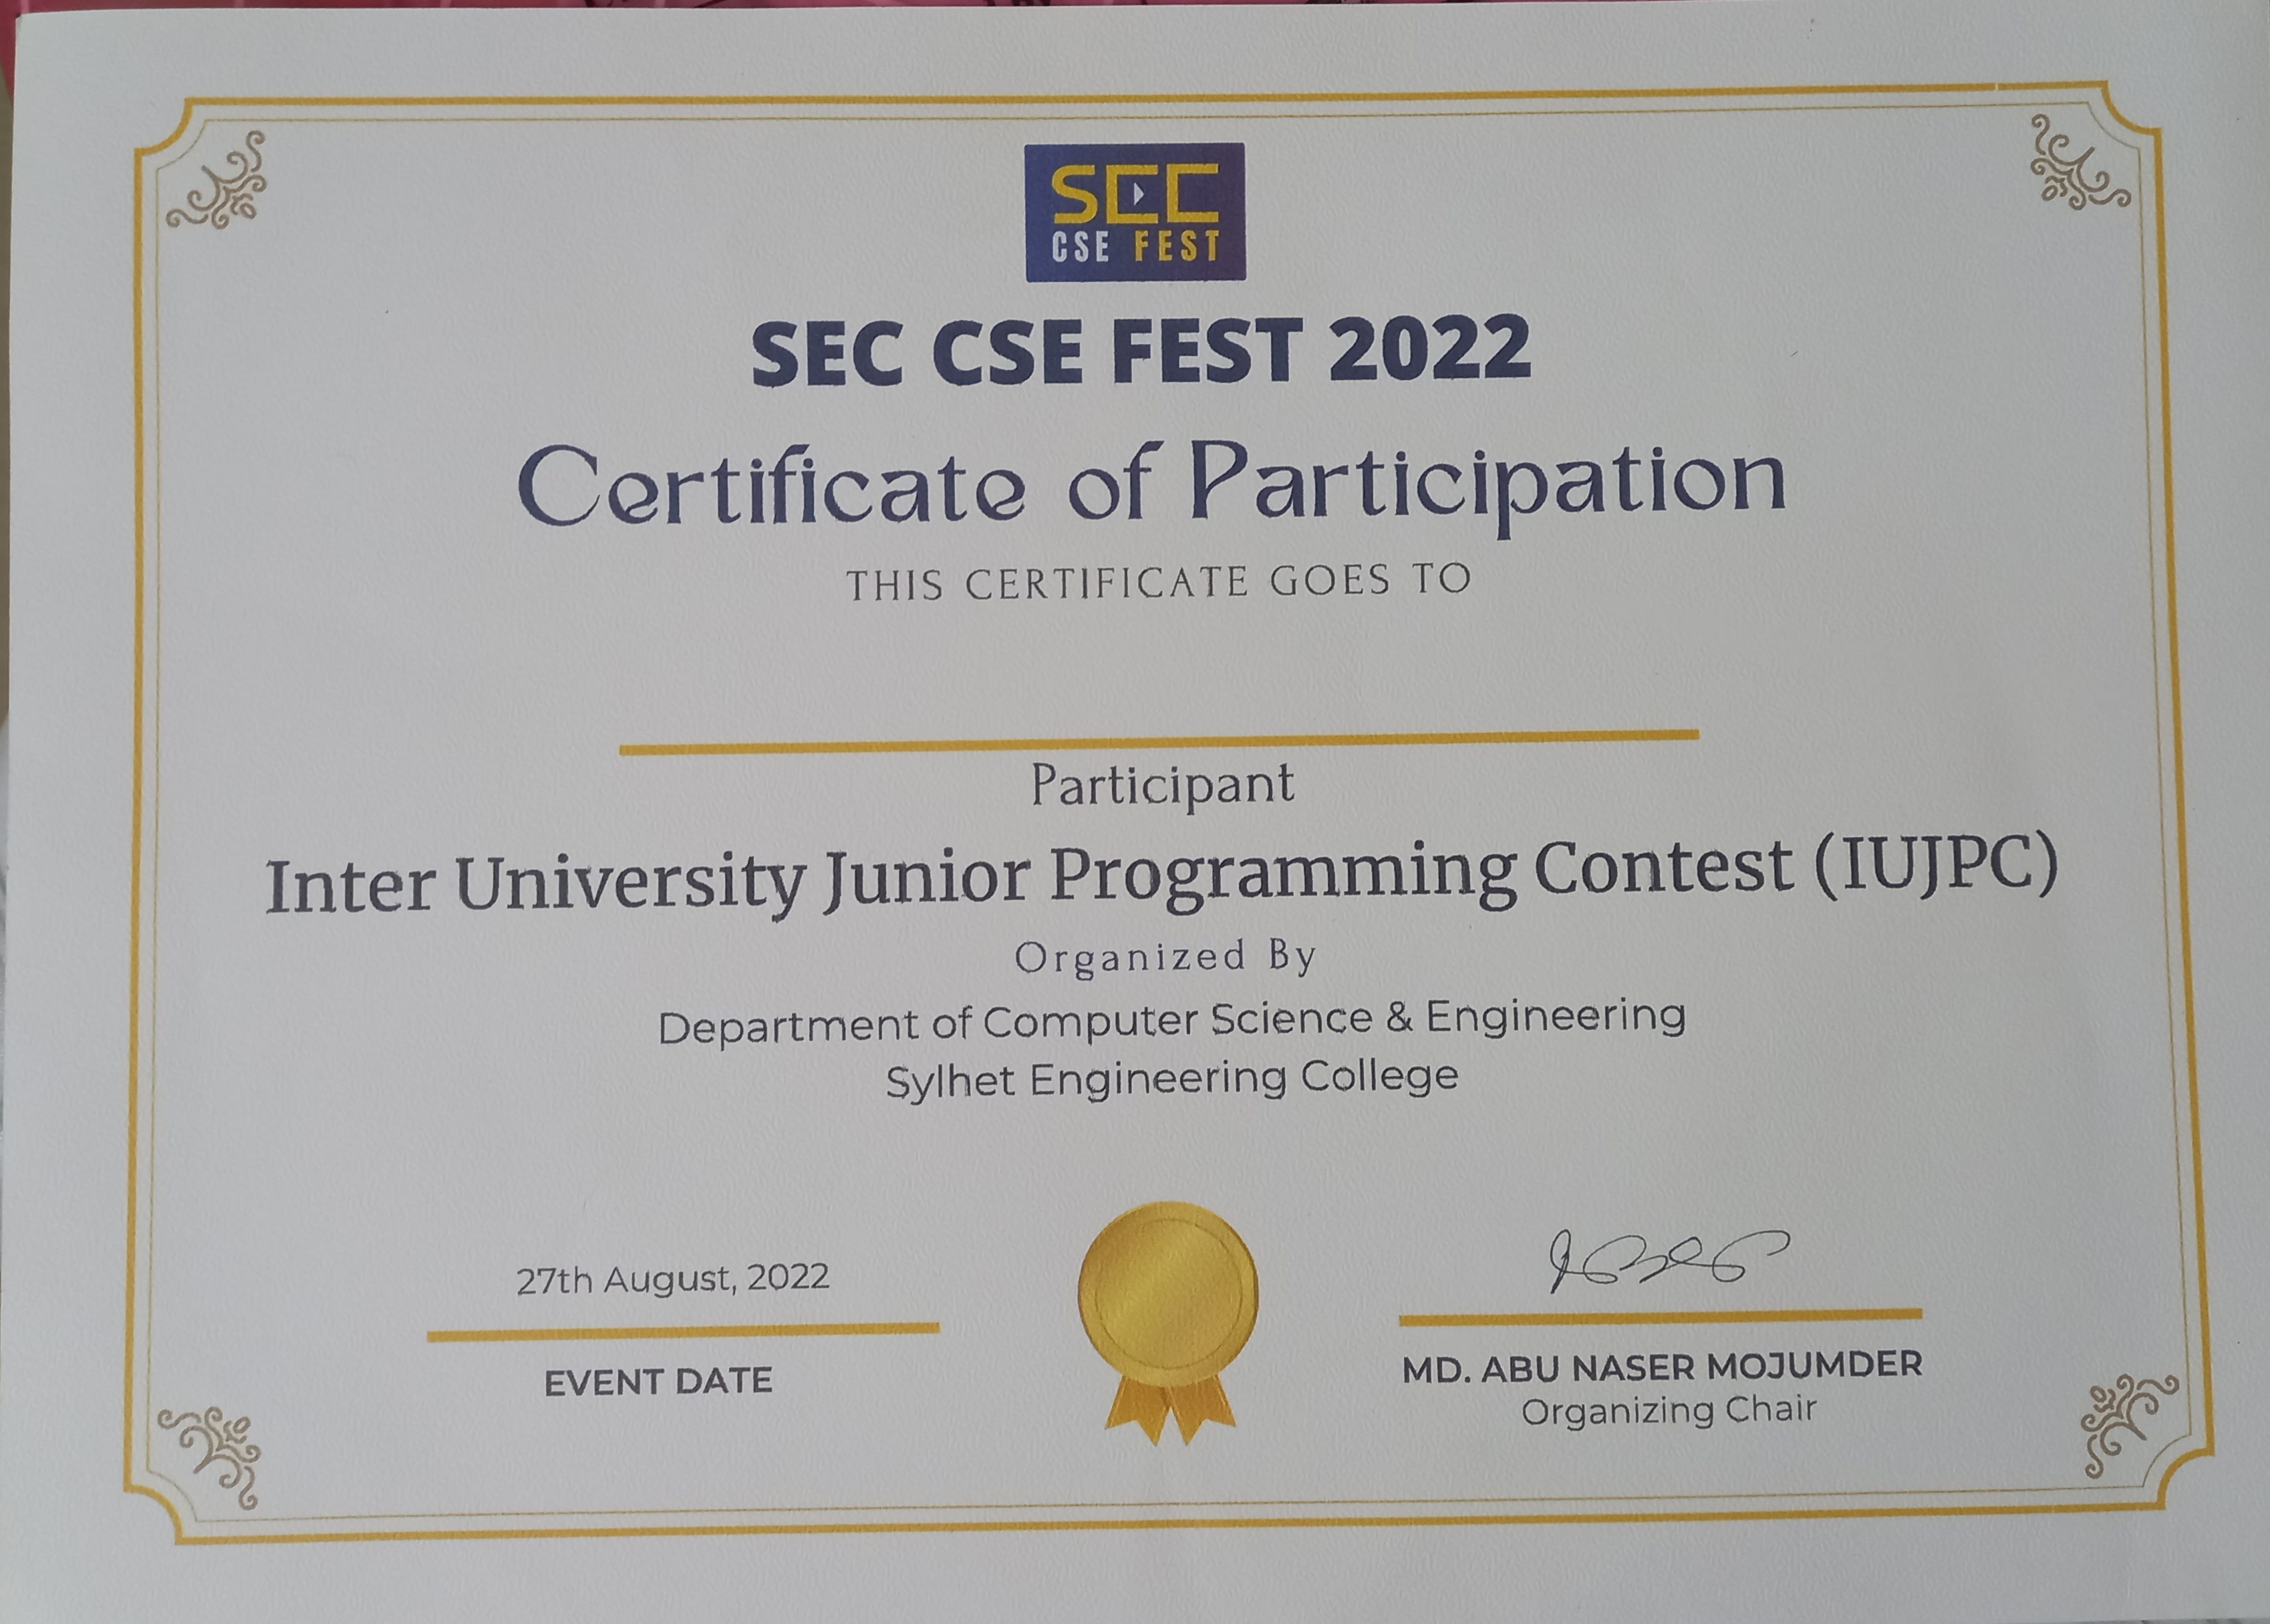 SEC
CSE FEST
SEC CSE FEST 2022
Certificate of Participation
THIS CERTIFICATE GOES TO
Participant
Inter University Junior Programming Contest (IUJPC)
Organized By
Department of Computer Science & Engineering
Sylhet Engineering College
27th August, 2022
EVENT DATE
MD. ABU NASER MOJUMDER
Organizing Chair